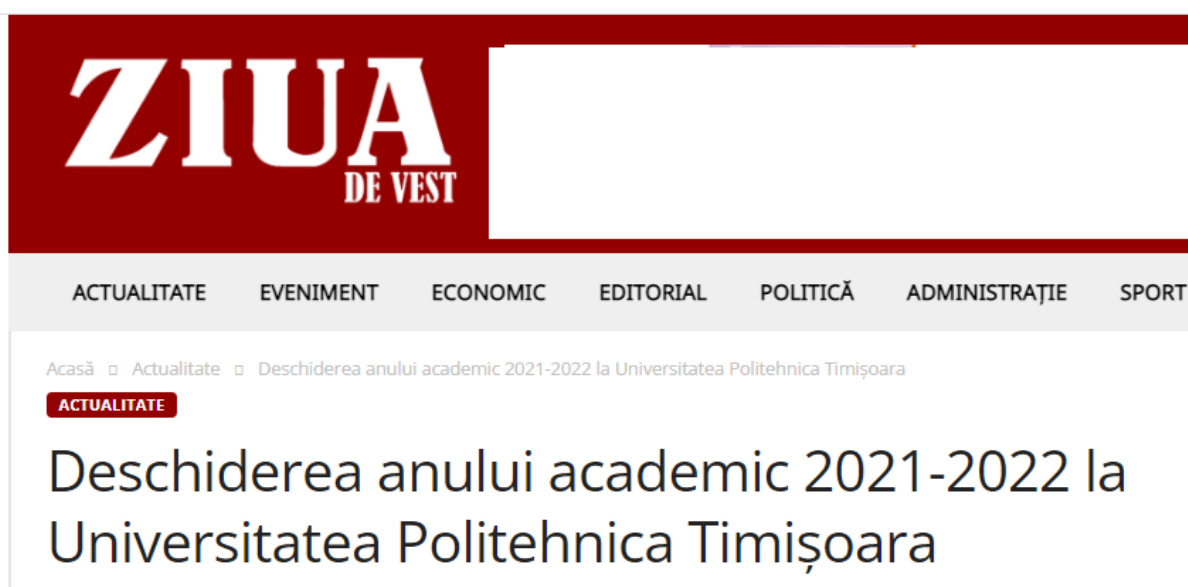 ZIUA
DE VEST
ACTUALITATE EVENIMENT ECONOMIC EDITORIAL POLITICĂ ADMINISTRAȚIE SPORT
Acasă Actualitate Deschiderea anului academic 2021-2022 la Universitatea Politehnica Timișoara
ACTUALITATE
Deschiderea anului academic 2021-2022 la
Universitatea Politehnica Timișoara